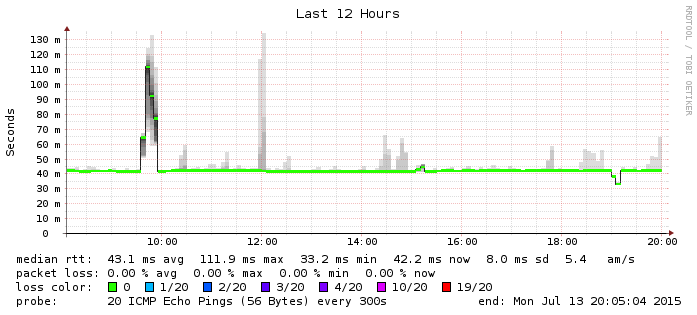 Last 12 Hours
RRDTOOL / TOBI OETIKER
Seconds
130 m
120 m
110 m
100 m
90 m
80 m
70 m
60 m
50 m
40 m
30 m
20 m
10 m
0
10:00 12:00 14:00 16:00 18:00 20:00
median rtt: 43.1 ms avg 111.9 ms max 33.2 ms min 42.2 ms now 8.0 ms sd 5.4 am/s
packet loss: 0.00 % avg 0.00 % max 0.00 % min 0.00 % now
loss color: 0 1/20 2/20 3/20 4/20 10/20 19/20
probe: 20 ICMP Echo Pings (56 Bytes) every 300s end: Mon Jul 13 20:05:04 2015